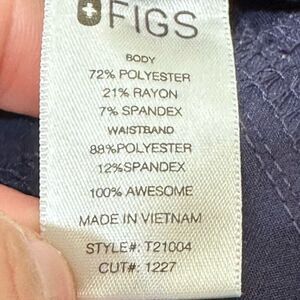 FIGS
BODY
72% POLYESTER
21% RAYON
7% SPANDEX
WAISTBAND
88%POLYESTER
12%SPANDEX
100% AWESOME
MADE IN VIETNAM
STYLE#: T21004
CUT#: 1227